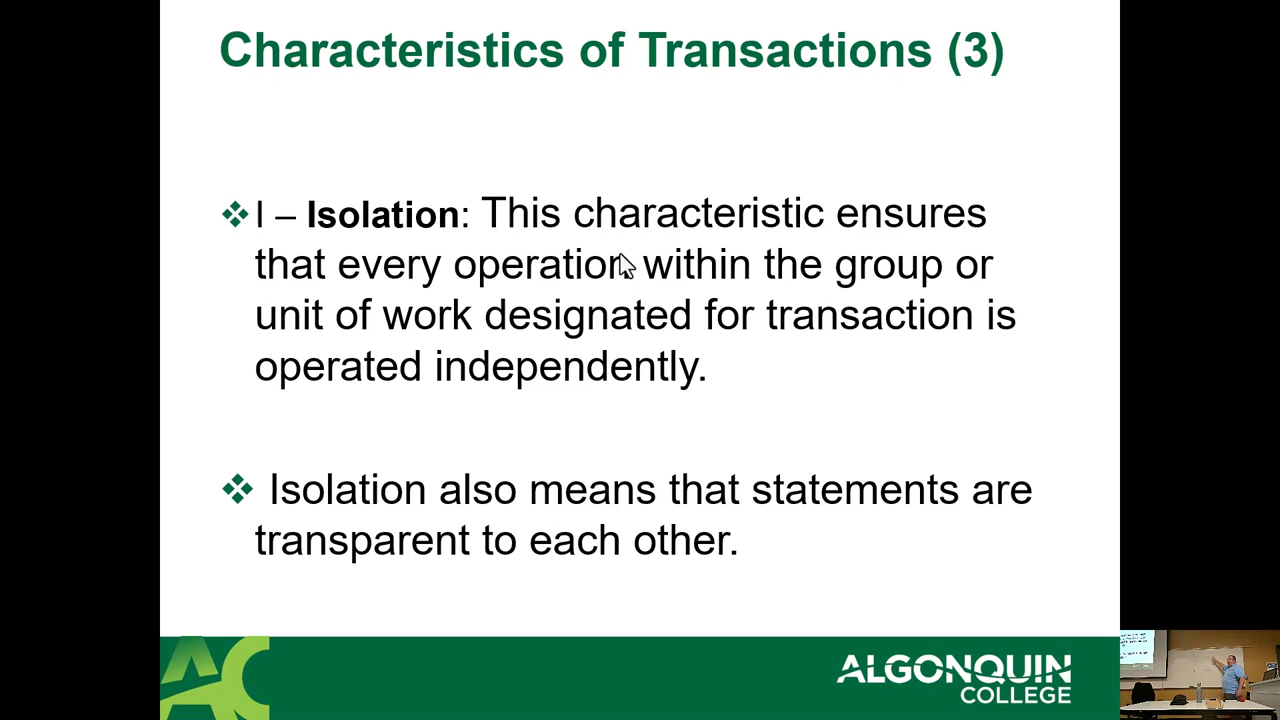 Characteristics of Transactions (3)
❖ I – Isolation: This characteristic ensures
that every operation within the group or
unit of work designated for transaction is
operated independently.
❖ Isolation also means that statements are
transparent to each other.
AC
ALGONQUIN
COLLEGE